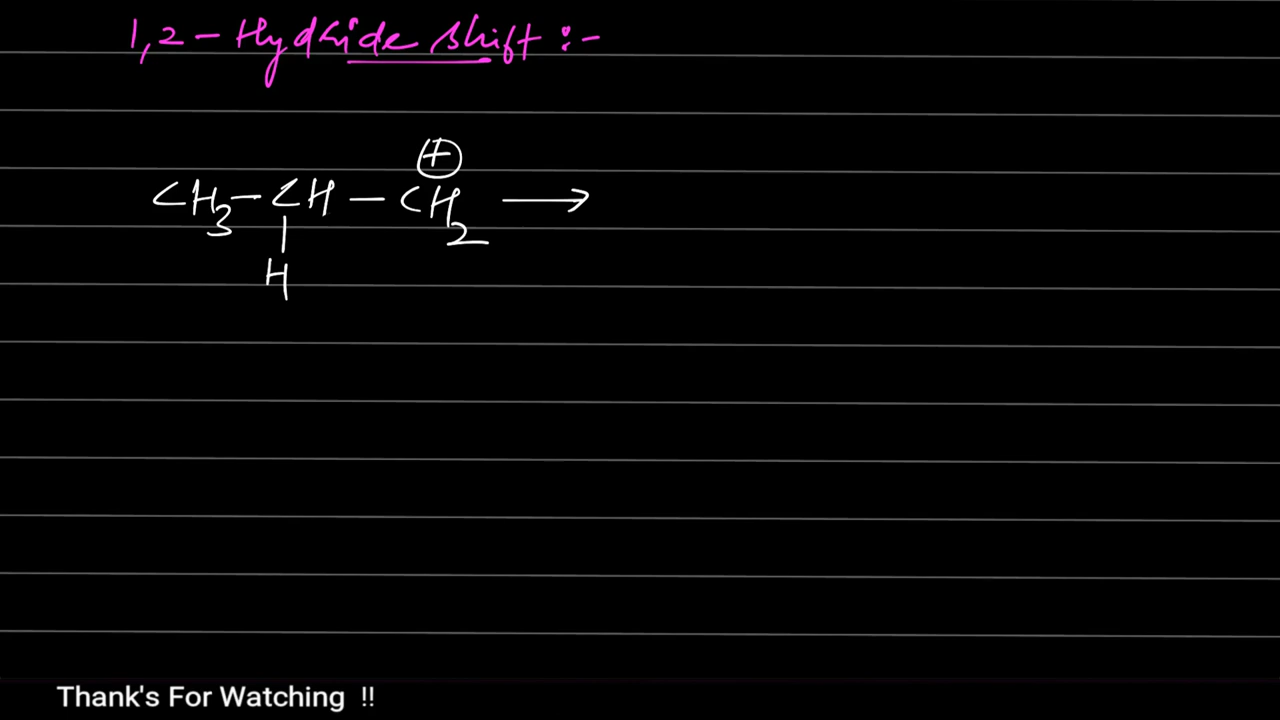 1,2 - Hydride shift :-
⊕
CH3 - CH - CH2 ⟶
|
H
Thank's For Watching !!